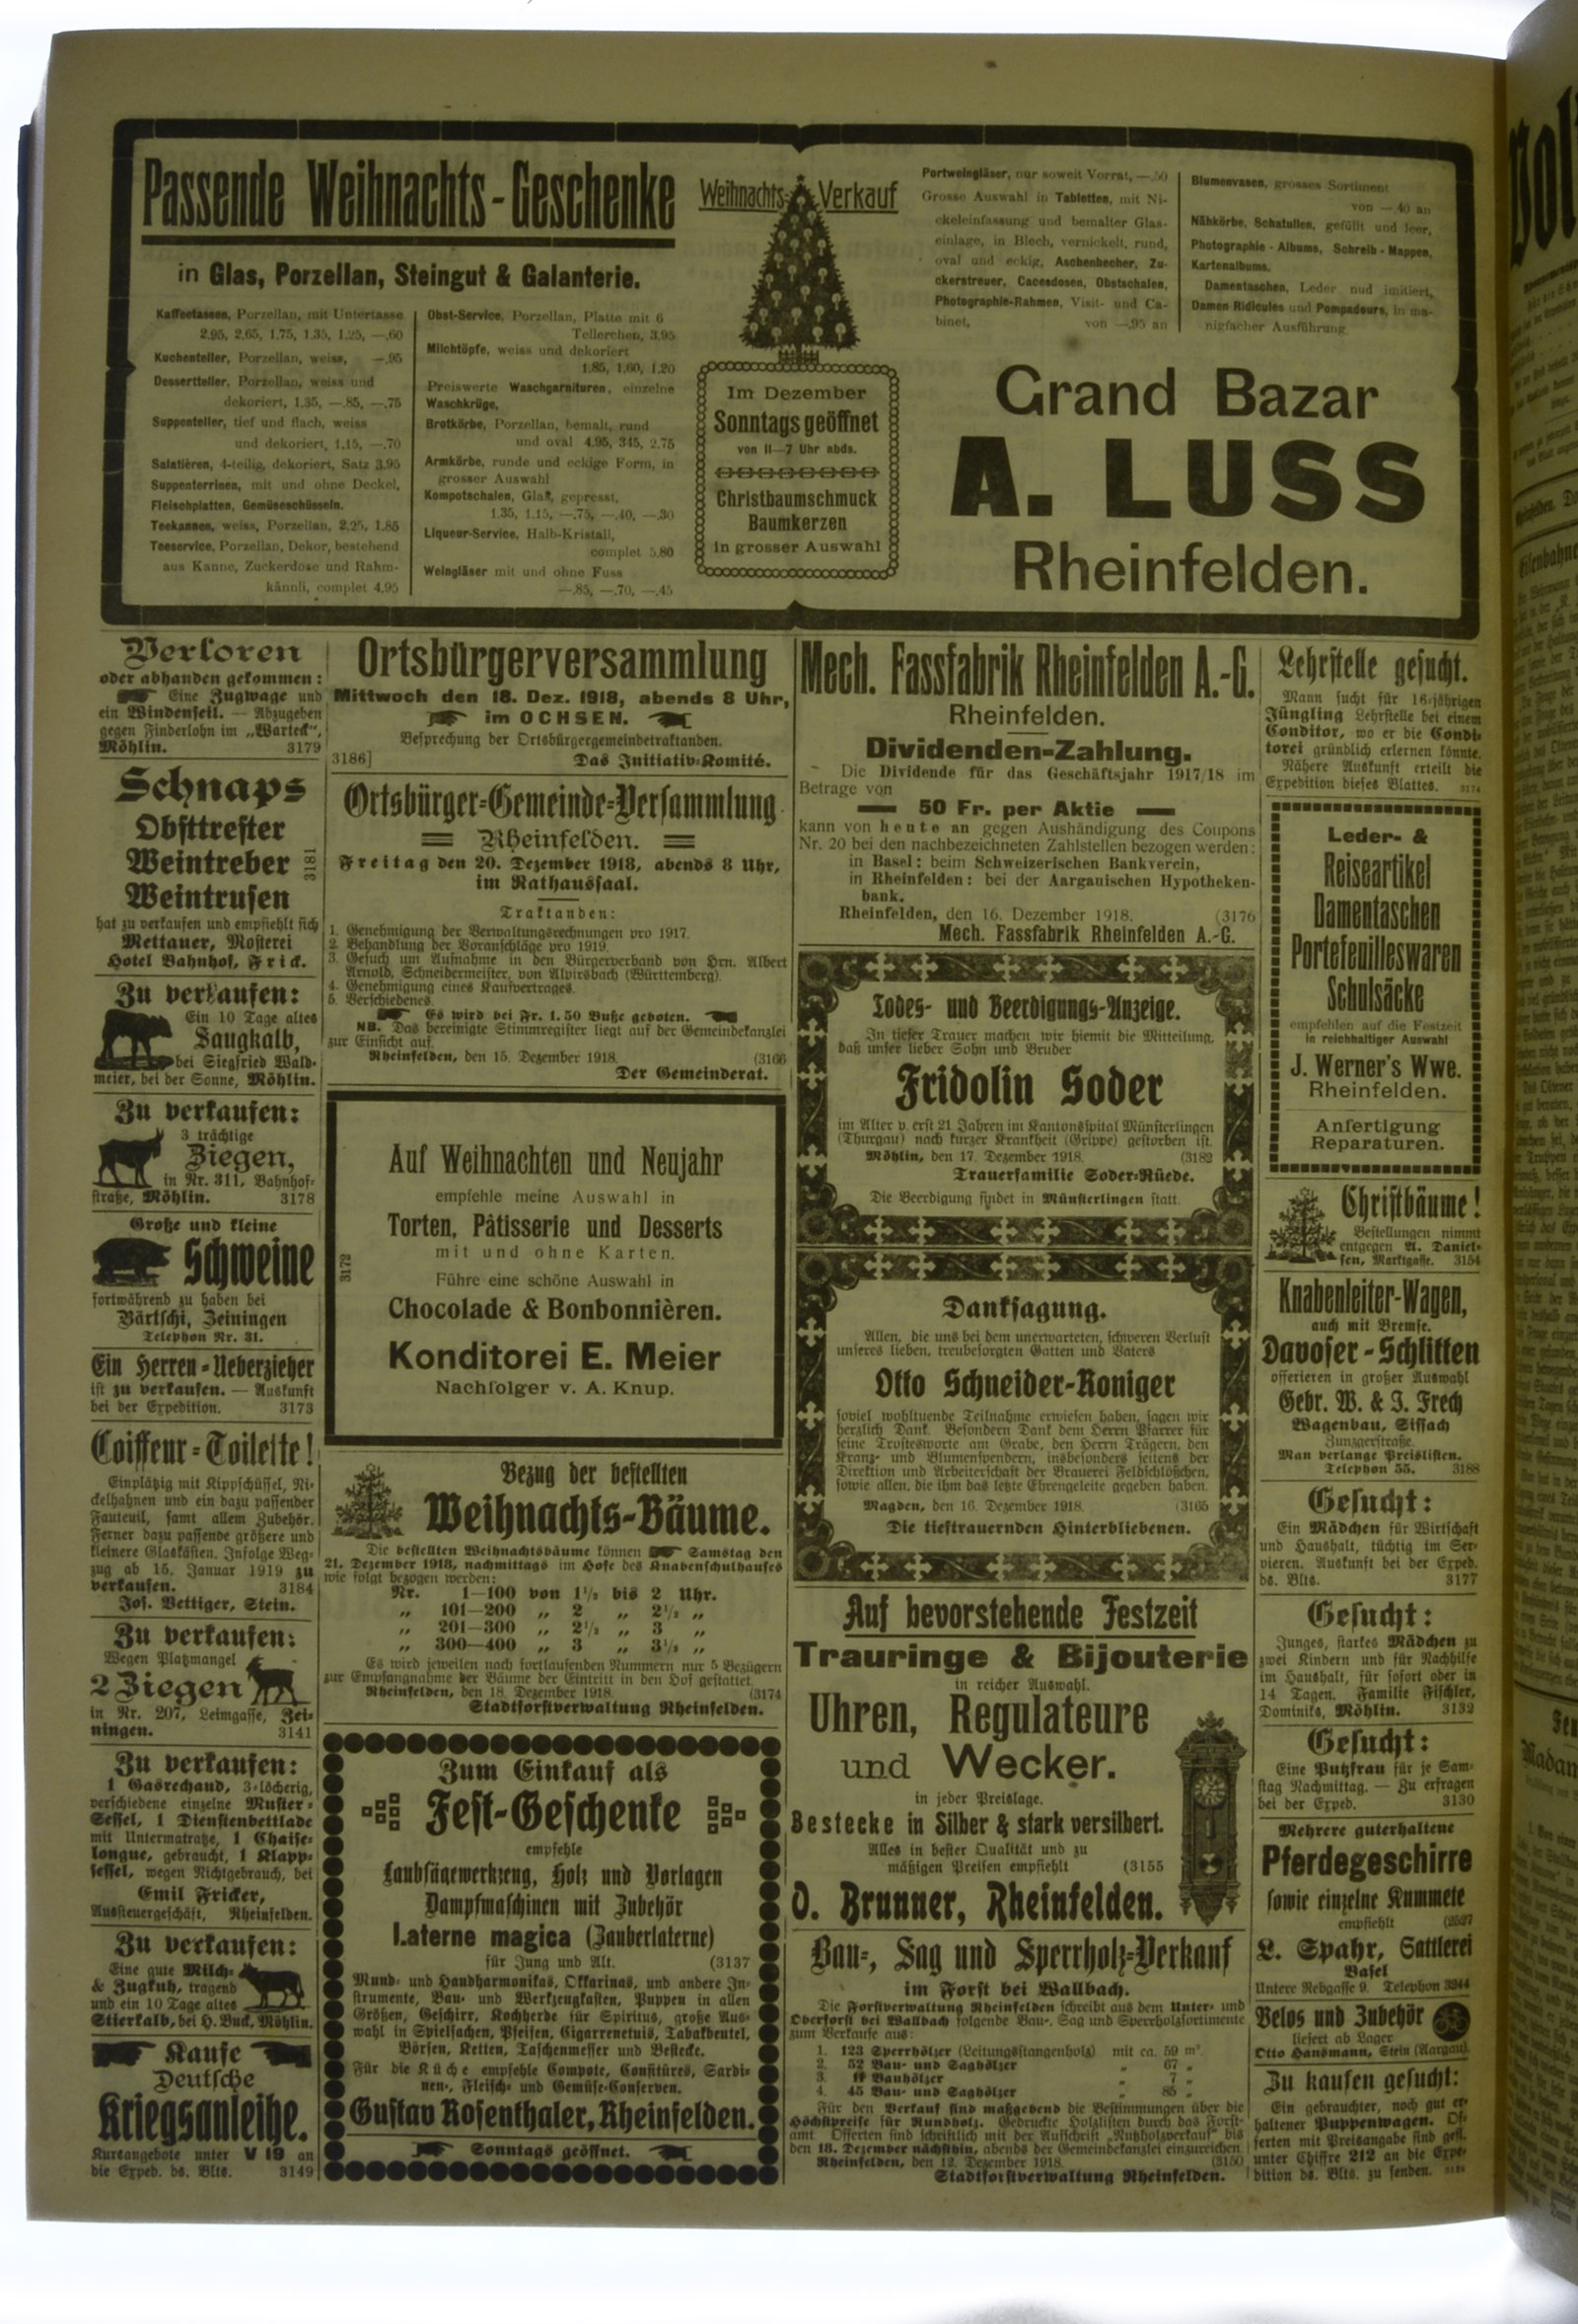 Passende Weihnachts-Geschenke
in Glas, Porzellan, Steingut & Galanterie.
Kaffeetassen, Porzellan, mit Untertasse
2.95, 2.65, 1.75, 1.35, 1.25, —.60
Kuchenteller, Porzellan, weiss, —.95
Dessertteller, Porzellan, weiss und
dekoriert, 1.35, —.85, —.75
Suppenteller, tief und flach, weiss
und dekoriert, 1.15, —.70
Salatièren, 4-teilig, dekoriert, Satz 3.95
Suppenterrinen, mit und ohne Deckel,
Fleischplatten, Gemüseschüsseln.
Teekannen, weiss, Porzellan, 2.25, 1.85
Teeservice, Porzellan, Dekor, bestehend
aus Kanne, Zuckerdose und Rahm-
kännli, complet 4.95
Obst-Service, Porzellan, Platte mit 6
Tellerchen, 3.95
Milchtöpfe, weiss und dekoriert
1.85, 1.60, 1.20
Preiswerte Waschgarnituren, einzelne
Waschkrüge,
Brotkörbe, Porzellan, bemalt, rund
und oval 4.95, 345, 2.75
Armkörbe, runde und eckige Form, in
grosser Auswahl
Kompotschalen, Glas, gepresst,
1.35, 1.15, —.75, —.40, —.30
Liqueur-Service, Halb-Kristall,
complet 5.80
Weingläser mit und ohne Fuss
—.85, —.70, —.45
Weihnachts-Verkauf
Im Dezember
Sonntags geöffnet
von 11—7 Uhr abds.
Christbaumschmuck
Baumkerzen
in grosser Auswahl
Portweingläser, nur soweit Vorrat, —.50
Grosse Auswahl in Tabletten, mit Ni-
ckeleinfassung und bemalter Glas-
einlage, in Blech, vernickelt, rund,
oval und eckig, Aschenbecher, Zu-
ckerstreuer, Cacesdosen, Obstschalen,
Photographie-Rahmen, Visit- und Ca-
binet, von —.95 an
Blumenvasen, grosses Sortiment
von —.40 an
Nähkörbe, Schatullen, gefüllt und leer,
Photographie-Albums, Schreib-Mappen,
Kartenalbums,
Damentaschen, Leder nud imitiert,
Damen Ridicules und Pompadours, in ma-
nigfacher Ausführung
Grand Bazar
A. LUSS
Rheinfelden.
Verloren
oder abhanden gekommen:
Eine Zugwage und
ein Windenseil. — Abzugeben
gegen Finderlohn im „Warteck“,
Möhlin. 3179
Schnaps
Obsttrester
Weintreber
Weintrusen
3181
hat zu verkaufen und empfiehlt sich
Mettauer, Mosterei
Hotel Bahnhof, Frick.
Zu verkaufen:
Ein 10 Tage altes
Saugkalb,
bei Siegfried Wald-
meier, bei der Sonne, Möhlin.
Zu verkaufen:
3 trächtige
Ziegen,
in Nr. 311, Bahnhof-
straße, Möhlin. 3178
Große und kleine
Schweine
fortwährend zu haben bei
Bärtschi, Zeiningen
Telephon Nr. 31.
Ein Herren-Ueberzieher
ist zu verkaufen. — Auskunft
bei der Expedition. 3173
Coiffeur-Toilette!
Einplätzig mit Kippschüssel, Ni-
ckelhahnen und ein dazu passender
Fauteuil, samt allem Zubehör.
Ferner dazu passende größere und
kleinere Glaskästen. Infolge Weg-
zug ab 15. Januar 1919 zu
verkaufen. 3184
Jos. Bettiger, Stein.
Zu verkaufen:
Wegen Platzmangel
2 Ziegen
in Nr. 207, Leimgasse, Zei-
ningen. 3141
Zu verkaufen:
1 Gasrechaud, 3-löcherig,
verschiedene einzelne Muster-
Sessel, 1 Dienstenbettlade
mit Untermatratze, 1 Chaise-
longue, gebraucht, 1 Klapp-
sessel, wegen Nichtgebrauch, bei
Emil Fricker,
Aussteuergeschäft, Rheinfelden.
Zu verkaufen:
Eine gute Milch-
& Zugkuh, tragend
und ein 10 Tage altes
Stierkalb, bei H. Buck, Möhlin.
Kaufe
Deutsche
Kriegsanleihe.
Kursangebote unter V 19 an
die Exped. ds. Blts. 3149
Ortsbürgerversammlung
Mittwoch den 18. Dez. 1918, abends 8 Uhr,
im OCHSEN.
Besprechung der Ortsbürgergemeindetraktanden.
3186] Das Initiativ-Komité.
Ortsbürger-Gemeinde-Versammlung
Rheinfelden.
Freitag den 20. Dezember 1918, abends 8 Uhr,
im Rathaussaal.
Traktanden:
1. Genehmigung der Verwaltungsrechnungen pro 1917.
2. Behandlung der Voranschläge pro 1919.
3. Gesuch um Aufnahme in den Bürgerverband von Hrn. Albert
Arnold, Schneidermeister, von Alpirsbach (Württemberg).
4. Genehmigung eines Kaufvertrages.
5. Verschiedenes.
Es wird bei Fr. 1.50 Buße geboten.
NB. Das bereinigte Stimmregister liegt auf der Gemeindekanzlei
zur Einsicht auf.
Rheinfelden, den 15. Dezember 1918. (3166
Der Gemeinderat.
Auf Weihnachten und Neujahr
empfehle meine Auswahl in
Torten, Pâtisserie und Desserts
mit und ohne Karten.
3172
Führe eine schöne Auswahl in
Chocolade & Bonbonnièren.
Konditorei E. Meier
Nachfolger v. A. Knup.
Bezug der bestellten
Weihnachts-Bäume.
Die bestellten Weihnachtsbäume können Samstag den
21. Dezember 1918, nachmittags im Hofe des Knabenschulhauses
wie folgt bezogen werden:
Nr. 1—100 von 1½ bis 2 Uhr.
„ 101—200 „ 2 „ 2½ „
„ 201—300 „ 2½ „ 3 „
„ 300—400 „ 3 „ 3½ „
Es wird jeweilen nach fortlaufenden Nummern nur 5 Bezügern
zur Empfangnahme der Bäume der Eintritt in den Hof gestattet.
Rheinfelden, den 18. Dezember 1918. (3174
Stadtforstverwaltung Rheinfelden.
Zum Einkauf als
Fest-Geschenke
empfehle
Laubsägewerkzeug, Holz und Vorlagen
Dampfmaschinen mit Zubehör
Laterne magica (Zauberlaterne)
für Jung und Alt. (3137
Mund- und Handharmonikas, Okkarinas, und andere In-
strumente, Bau- und Werkzeugkasten, Puppen in allen
Größen, Geschirr, Kochherde für Spiritus, große Aus-
wahl in Spielsachen, Pfeifen, Cigarrenetuis, Tabakbeutel,
Börsen, Ketten, Taschenmesser und Bestecke.
Für die Küche empfehle Compote, Confitüres, Sardi-
nen-, Fleisch- und Gemüse-Conserven.
Gustav Rosenthaler, Rheinfelden.
Sonntags geöffnet.
Mech. Fassfabrik Rheinfelden A.-G.
Rheinfelden.
Dividenden-Zahlung.
Die Dividende für das Geschäftsjahr 1917/18 im
Betrage von
50 Fr. per Aktie
kann von heute an gegen Aushändigung des Coupons
Nr. 20 bei den nachbezeichneten Zahlstellen bezogen werden:
in Basel: beim Schweizerischen Bankverein,
in Rheinfelden: bei der Aargauischen Hypotheken-
bank.
Rheinfelden, den 16. Dezember 1918. (3176
Mech. Fassfabrik Rheinfelden A.-G.
Todes- und Beerdigungs-Anzeige.
In tiefer Trauer machen wir hiemit die Mitteilung,
daß unser lieber Sohn und Bruder
Fridolin Soder
im Alter v. erst 21 Jahren im Kantonsspital Münsterlingen
(Thurgau) nach kurzer Krankheit (Grippe) gestorben ist.
Möhlin, den 17. Dezember 1918. (3182
Trauerfamilie Soder-Rüede.
Die Beerdigung findet in Münsterlingen statt.
Danksagung.
Allen, die uns bei dem unerwarteten, schweren Verlust
unseres lieben, treubesorgten Gatten und Vaters
Otto Schneider-Roniger
soviel wohltuende Teilnahme erwiesen haben, sagen wir
herzlich Dank. Besondern Dank dem Herrn Pfarrer für
seine Trostesworte am Grabe, den Herrn Trägern, den
Kranz- und Blumenspendern, insbesonders seitens der
Direktion und Arbeiterschaft der Brauerei Feldschlößchen,
sowie allen, die ihm das letzte Ehrengeleite gegeben haben.
Magden, den 16. Dezember 1918. (3165
Die tieftrauernden Hinterbliebenen.
Auf bevorstehende Festzeit
Trauringe & Bijouterie
in reicher Auswahl.
Uhren, Regulateure
und Wecker.
in jeder Preislage.
Bestecke in Silber & stark versilbert.
Alles in bester Qualität und zu
mäßigen Preisen empfiehlt (3155
O. Brunner, Rheinfelden.
Bau-, Sag und Sperrholz-Verkauf
im Forst bei Wallbach.
Die Forstverwaltung Rheinfelden schreibt aus dem Unter- und
Oberforst bei Wallbach folgende Bau-, Sag und Sperrholzsortimente
zum Verkaufe aus:
1. 123 Sperrhölzer (Leitungsstangenholz) mit ca. 59 m³
2. 52 Bau- und Saghölzer „ 67 „
3. Bauhölzer „ 7 „
4. 45 Bau- und Saghölzer „ 85 „
Für den Verkauf sind maßgebend die Bestimmungen über die
Höchstpreise für Rundholz. Gedruckte Holzlisten durch das Forst-
amt. Offerten sind schriftlich mit der Aufschrift „Nutzholzverkauf“ bis
den 18. Dezember nächsthin, abends der Gemeindekanzlei einzureichen.
Rheinfelden, den 12. Dezember 1918. (3150
Stadtforstverwaltung Rheinfelden.
Lehrstelle gesucht.
Mann sucht für 16-jährigen
Jüngling Lehrstelle bei einem
Conditor, wo er die Condi-
torei gründlich erlernen könnte.
Nähere Auskunft erteilt die
Expedition dieses Blattes.
Leder- &
Reiseartikel
Damentaschen
Portefeuilleswaren
Schulsäcke
empfehlen auf die Festzeit
in reichhaltiger Auswahl
J. Werner's Wwe.
Rheinfelden.
Anfertigung
Reparaturen.
Christbäume!
Bestellungen nimmt
entgegen A. Daniel-
sen, Marktgasse. 3154
Knabenleiter-Wagen,
auch mit Bremse.
Davoser-Schlitten
offerieren in großer Auswahl
Gebr. W. & J. Frech
Wagenbau, Sissach
Zunzgerstraße.
Man verlange Preislisten.
Telephon 55. 3188
Gesucht:
Ein Mädchen für Wirtschaft
und Haushalt, tüchtig im Ser-
vieren. Auskunft bei der Exped.
ds. Blts. 3177
Gesucht:
Junges, starkes Mädchen zu
zwei Kindern und für Nachhilfe
im Haushalt, für sofort oder in
14 Tagen. Familie Fischler,
Dominiks, Möhlin. 3132
Gesucht:
Eine Putzfrau für je Sam-
stag Nachmittag. — Zu erfragen
bei der Exped. 3130
Mehrere guterhaltene
Pferdegeschirre
sowie einzelne Kummete
empfiehlt
L. Spahr, Sattlerei
Basel
Untere Rebgasse 9. Telephon 3244
Velos und Zubehör
liefert ab Lager
Otto Hansmann, Stein (Aargau)
Zu kaufen gesucht:
Ein gebrauchter, noch gut er-
haltener Puppenwagen. Of-
ferten mit Preisangabe sind gefl.
unter Chiffre 212 an die Expe-
dition ds. Blts. zu senden.